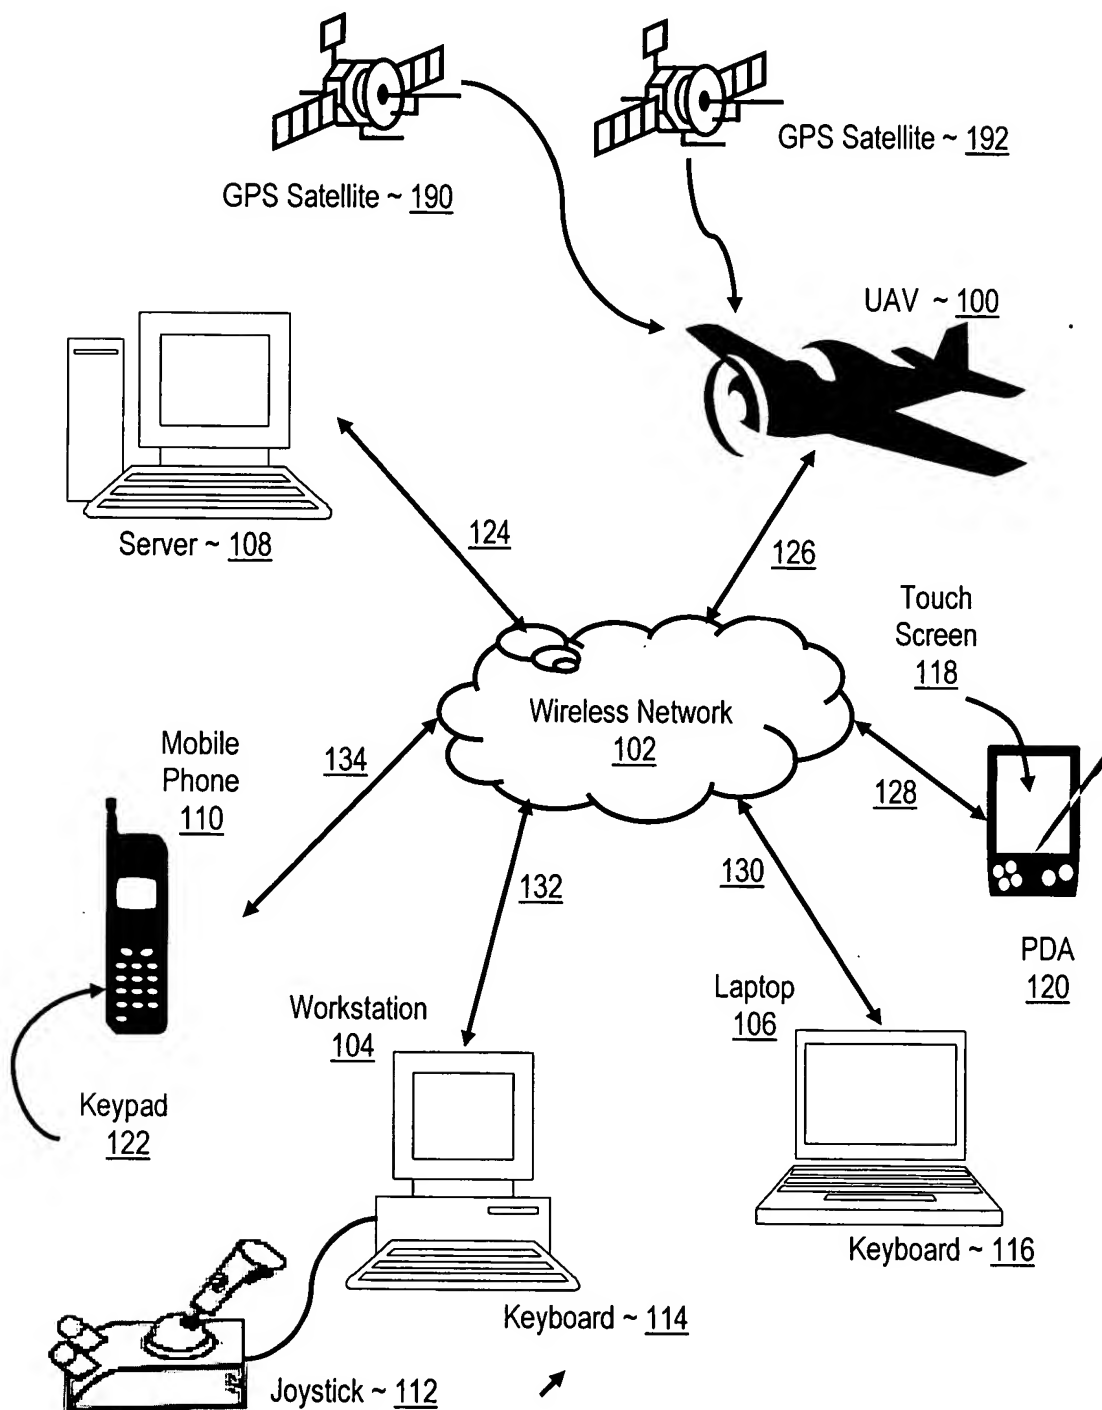 GPS Satellite ~ 192
GPS Satellite ~ 190
UAV ~ 100
Server ~ 108
124
126
Touch
Screen
118
Wireless Network
102
Mobile
Phone
110
134
128
132
130
PDA
120
Workstation
104
Laptop
106
Keypad
122
Keyboard ~ 116
Keyboard ~ 114
Joystick ~ 112